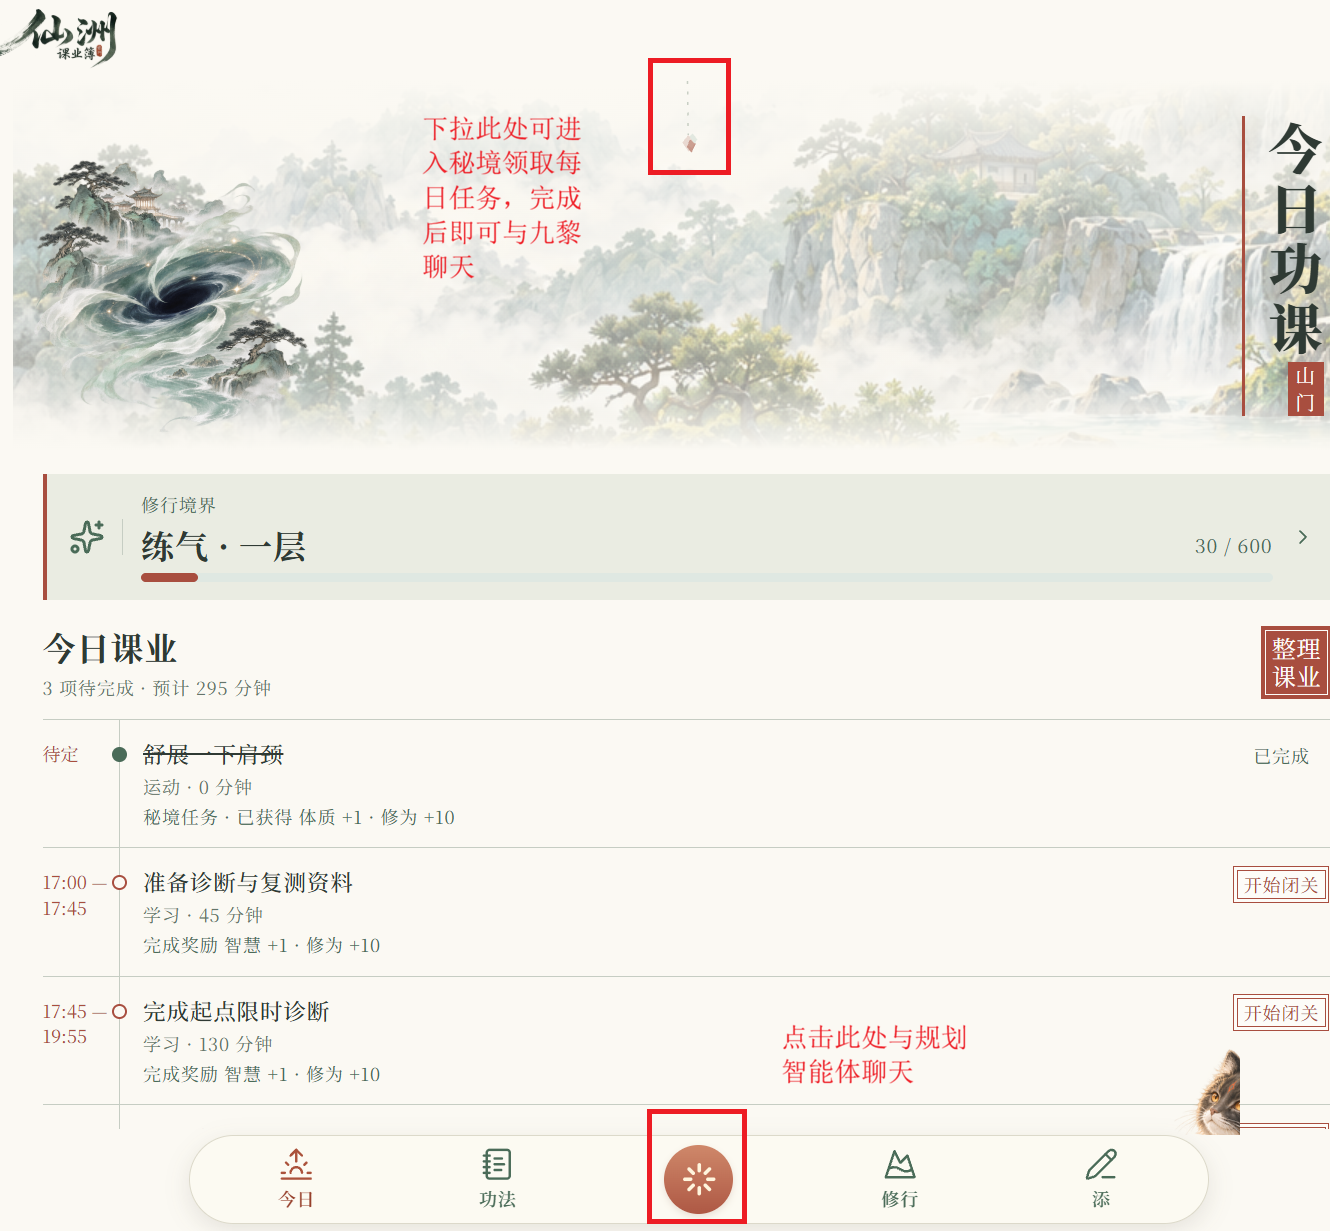 仙洲
课业簿
下拉此处可进
入秘境领取每
日任务，完成
后即可与九黎
聊天
今日功课
山门
修行境界
练气 · 一层
30 / 600
今日课业
3 项待完成 · 预计 295 分钟
整理
课业
待定
舒展一下肩颈
已完成
运动 · 0 分钟
秘境任务 · 已获得 体质 +1 · 修为 +10
17:00 —
17:45
准备诊断与复测资料
开始闭关
学习 · 45 分钟
完成奖励 智慧 +1 · 修为 +10
17:45 —
19:55
完成起点限时诊断
开始闭关
学习 · 130 分钟
完成奖励 智慧 +1 · 修为 +10
点击此处与规划
智能体聊天
今日
功法
修行
添